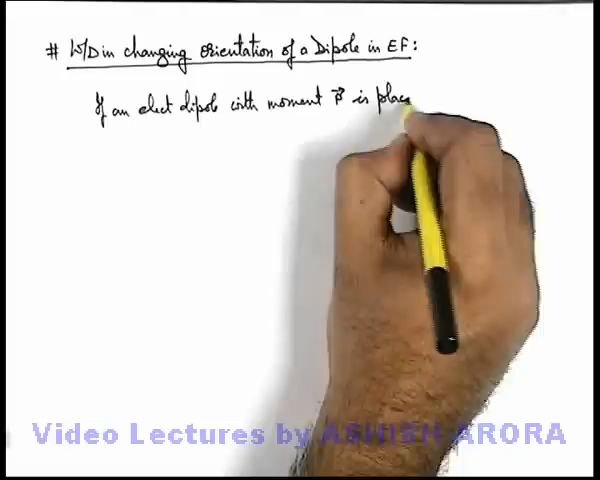 # W/D in changing orientation of a Dipole in EF:
If an elect dipole with moment p⃗ is place
Video Lectures by ASHISH ARORA